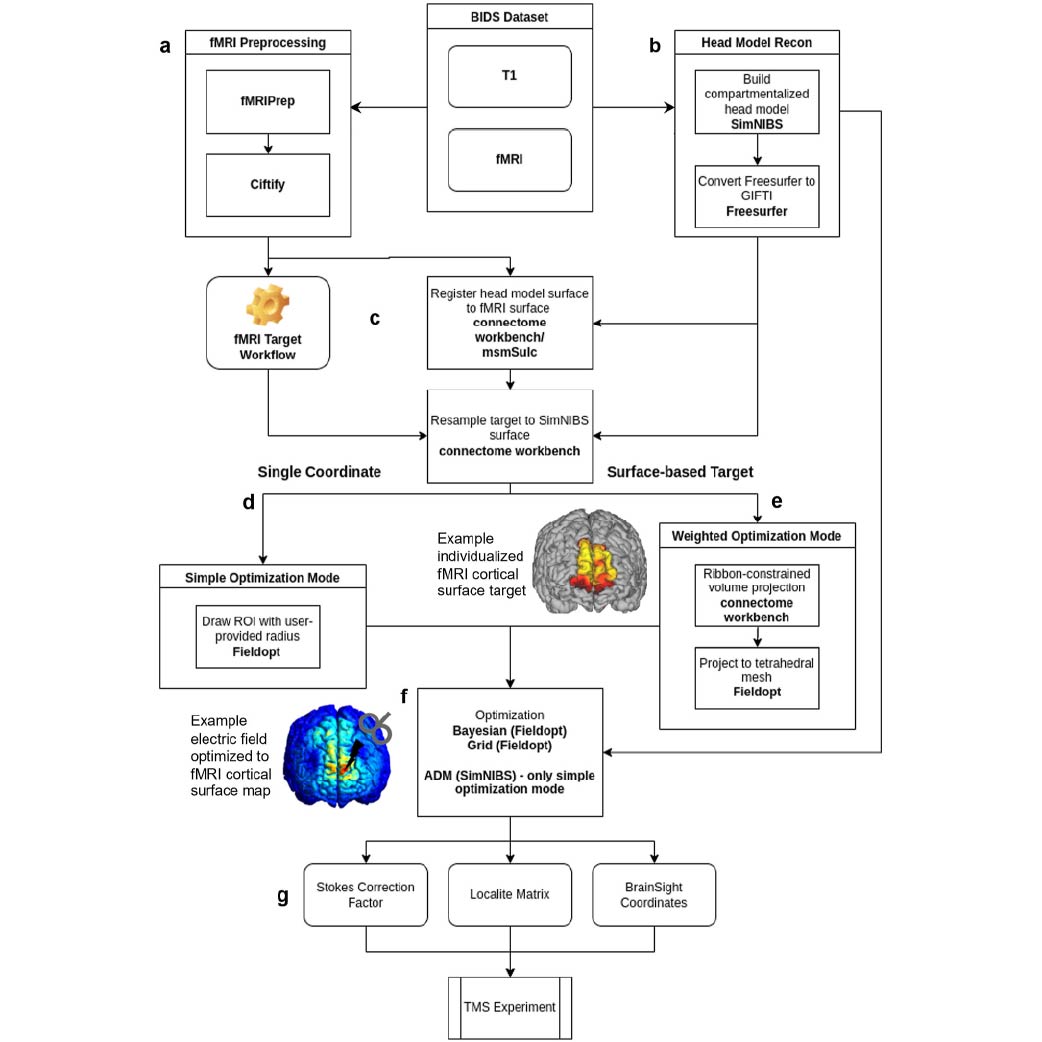 BIDS Dataset
T1
fMRI
a
fMRI Preprocessing
fMRIPrep
Ciftify
b
Head Model Recon
Build
compartmentalized
head model
SimNIBS
Convert Freesurfer to
GIFTI
Freesurfer
fMRI Target
Workflow
c
Register head model surface
to fMRI surface
connectome
workbench/
msmSulc
Resample target to SimNIBS
surface
connectome workbench
Single Coordinate
Surface-based Target
d
Simple Optimization Mode
Draw ROI with user-
provided radius
Fieldopt
Example
individualized
fMRI cortical
surface target
e
Weighted Optimization Mode
Ribbon-constrained
volume projection
connectome
workbench
Project to tetrahedral
mesh
Fieldopt
Example
electric field
optimized to
fMRI cortical
surface map
f
Optimization
Bayesian (Fieldopt)
Grid (Fieldopt)
ADM (SimNIBS) - only simple
optimization mode
g
Stokes Correction
Factor
Localite Matrix
BrainSight
Coordinates
TMS Experiment